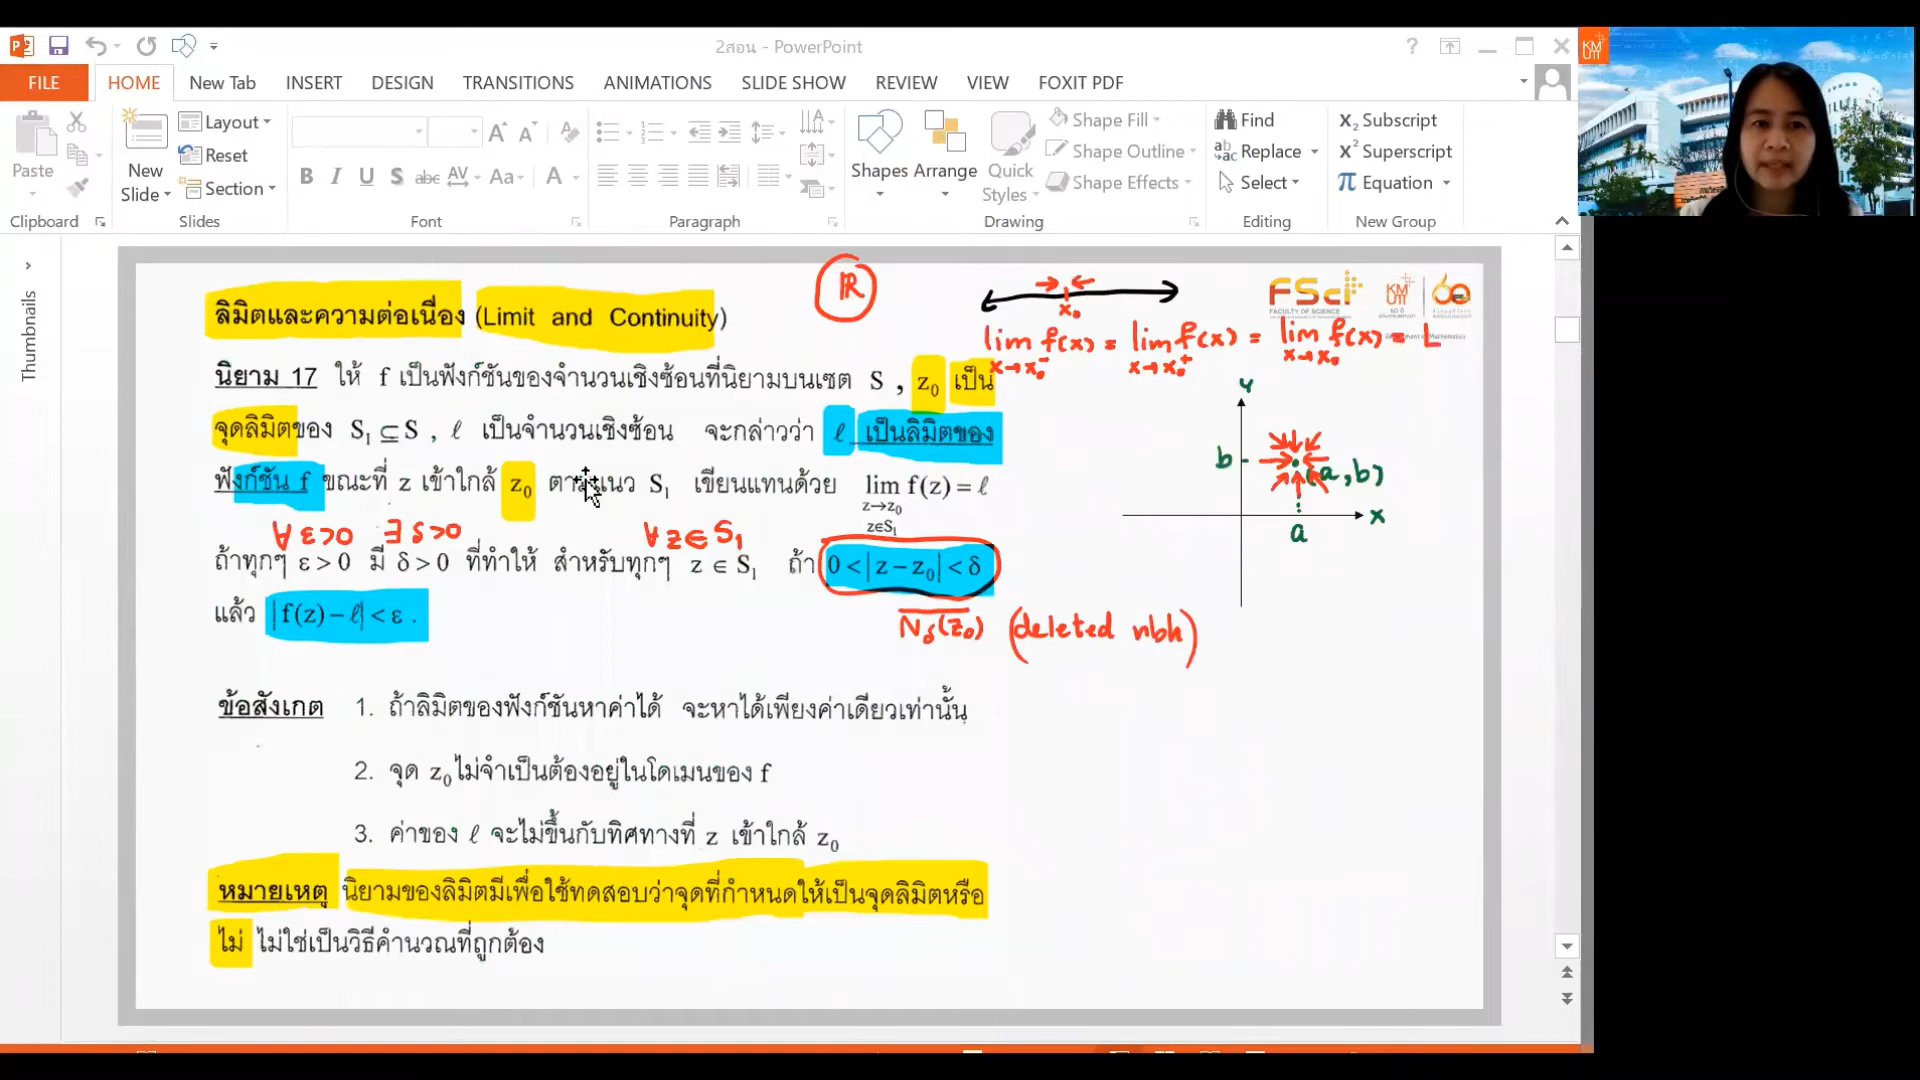 2สอน - PowerPoint
FILE HOME New Tab INSERT DESIGN TRANSITIONS ANIMATIONS SLIDE SHOW REVIEW VIEW FOXIT PDF
Paste
New Slide
Layout
Reset
Section
B I U S abc AV Aa A
Shapes Arrange Quick Styles
Shape Fill
Shape Outline
Shape Effects
Find
Replace
Select
X₂ Subscript
X² Superscript
π Equation
Clipboard Slides Font Paragraph Drawing Editing New Group
Thumbnails
KMUTT
FSci
FACULTY OF SCIENCE
ℝ
x₀
lim f(x) = lim f(x) = lim f(x) = L
x→x₀⁻ x→x₀⁺ x→x₀
ลิมิตและความต่อเนื่อง (Limit and Continuity)
นิยาม 17 ให้ f เป็นฟังก์ชันของจำนวนเชิงซ้อนที่นิยามบนเซต S , z₀ เป็น
จุดลิมิตของ S₁ ⊆ S , ℓ เป็นจำนวนเชิงซ้อน จะกล่าวว่า ℓ เป็นลิมิตของ
ฟังก์ชัน f ขณะที่ z เข้าใกล้ z₀ ตามแนว S₁ เขียนแทนด้วย lim f(z) = ℓ
z→z₀
z∈S₁
∀ε>0 ∃δ>0 ∀z∈S₁
ถ้าทุกๆ ε > 0 มี δ > 0 ที่ทำให้ สำหรับทุกๆ z ∈ S₁ ถ้า 0 < |z − z₀| < δ
แล้ว |f(z) − ℓ| < ε .
N_δ(z₀) (deleted nbh)
y
b
(a,b)
x
a
ข้อสังเกต 1. ถ้าลิมิตของฟังก์ชันหาค่าได้ จะหาได้เพียงค่าเดียวเท่านั้น
2. จุด z₀ ไม่จำเป็นต้องอยู่ในโดเมนของ f
3. ค่าของ ℓ จะไม่ขึ้นกับทิศทางที่ z เข้าใกล้ z₀
หมายเหตุ นิยามของลิมิตมีเพื่อใช้ทดสอบว่าจุดที่กำหนดให้เป็นจุดลิมิตหรือ
ไม่ ไม่ใช่เป็นวิธีคำนวณที่ถูกต้อง